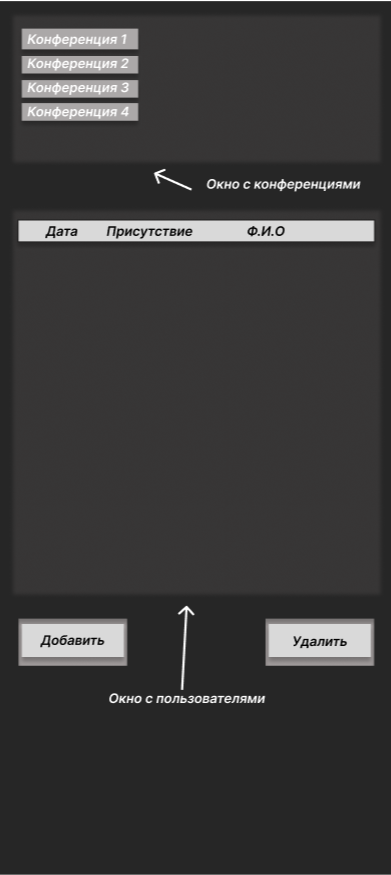 Конференция 1
Конференция 2
Конференция 3
Конференция 4
Окно с конференциями
Дата Присутствие Ф.И.О
Добавить Удалить
Окно с пользователями